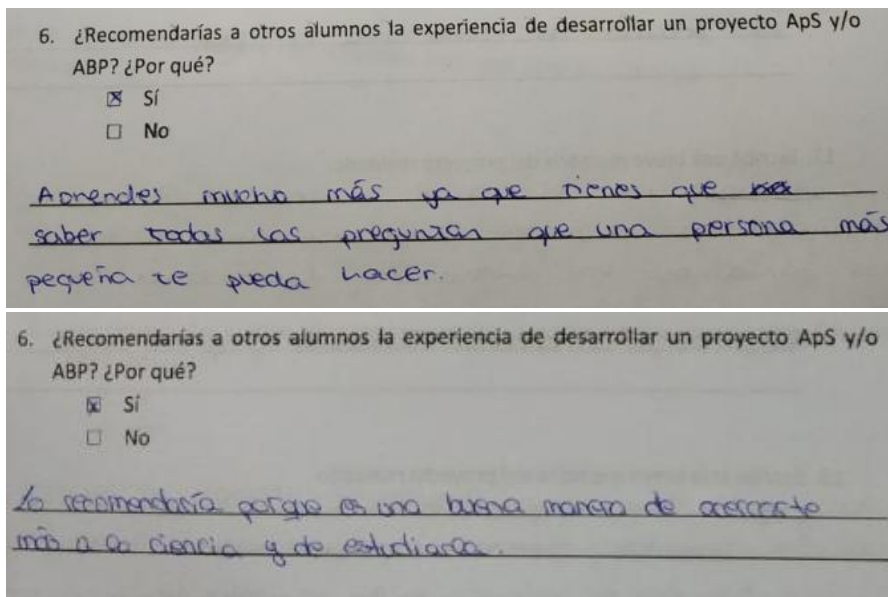 6. ¿Recomendarías a otros alumnos la experiencia de desarrollar un proyecto ApS y/o
ABP? ¿Por qué?
☒ Sí
☐ No
Aprendes mucho más ya que tienes que
saber todas las preguntas que una persona más
pequeña te pueda hacer.
6. ¿Recomendarías a otros alumnos la experiencia de desarrollar un proyecto ApS y/o
ABP? ¿Por qué?
☒ Sí
☐ No
Lo recomendaría porque es una buena manera de acercarte
más a la ciencia y de estudiarla.